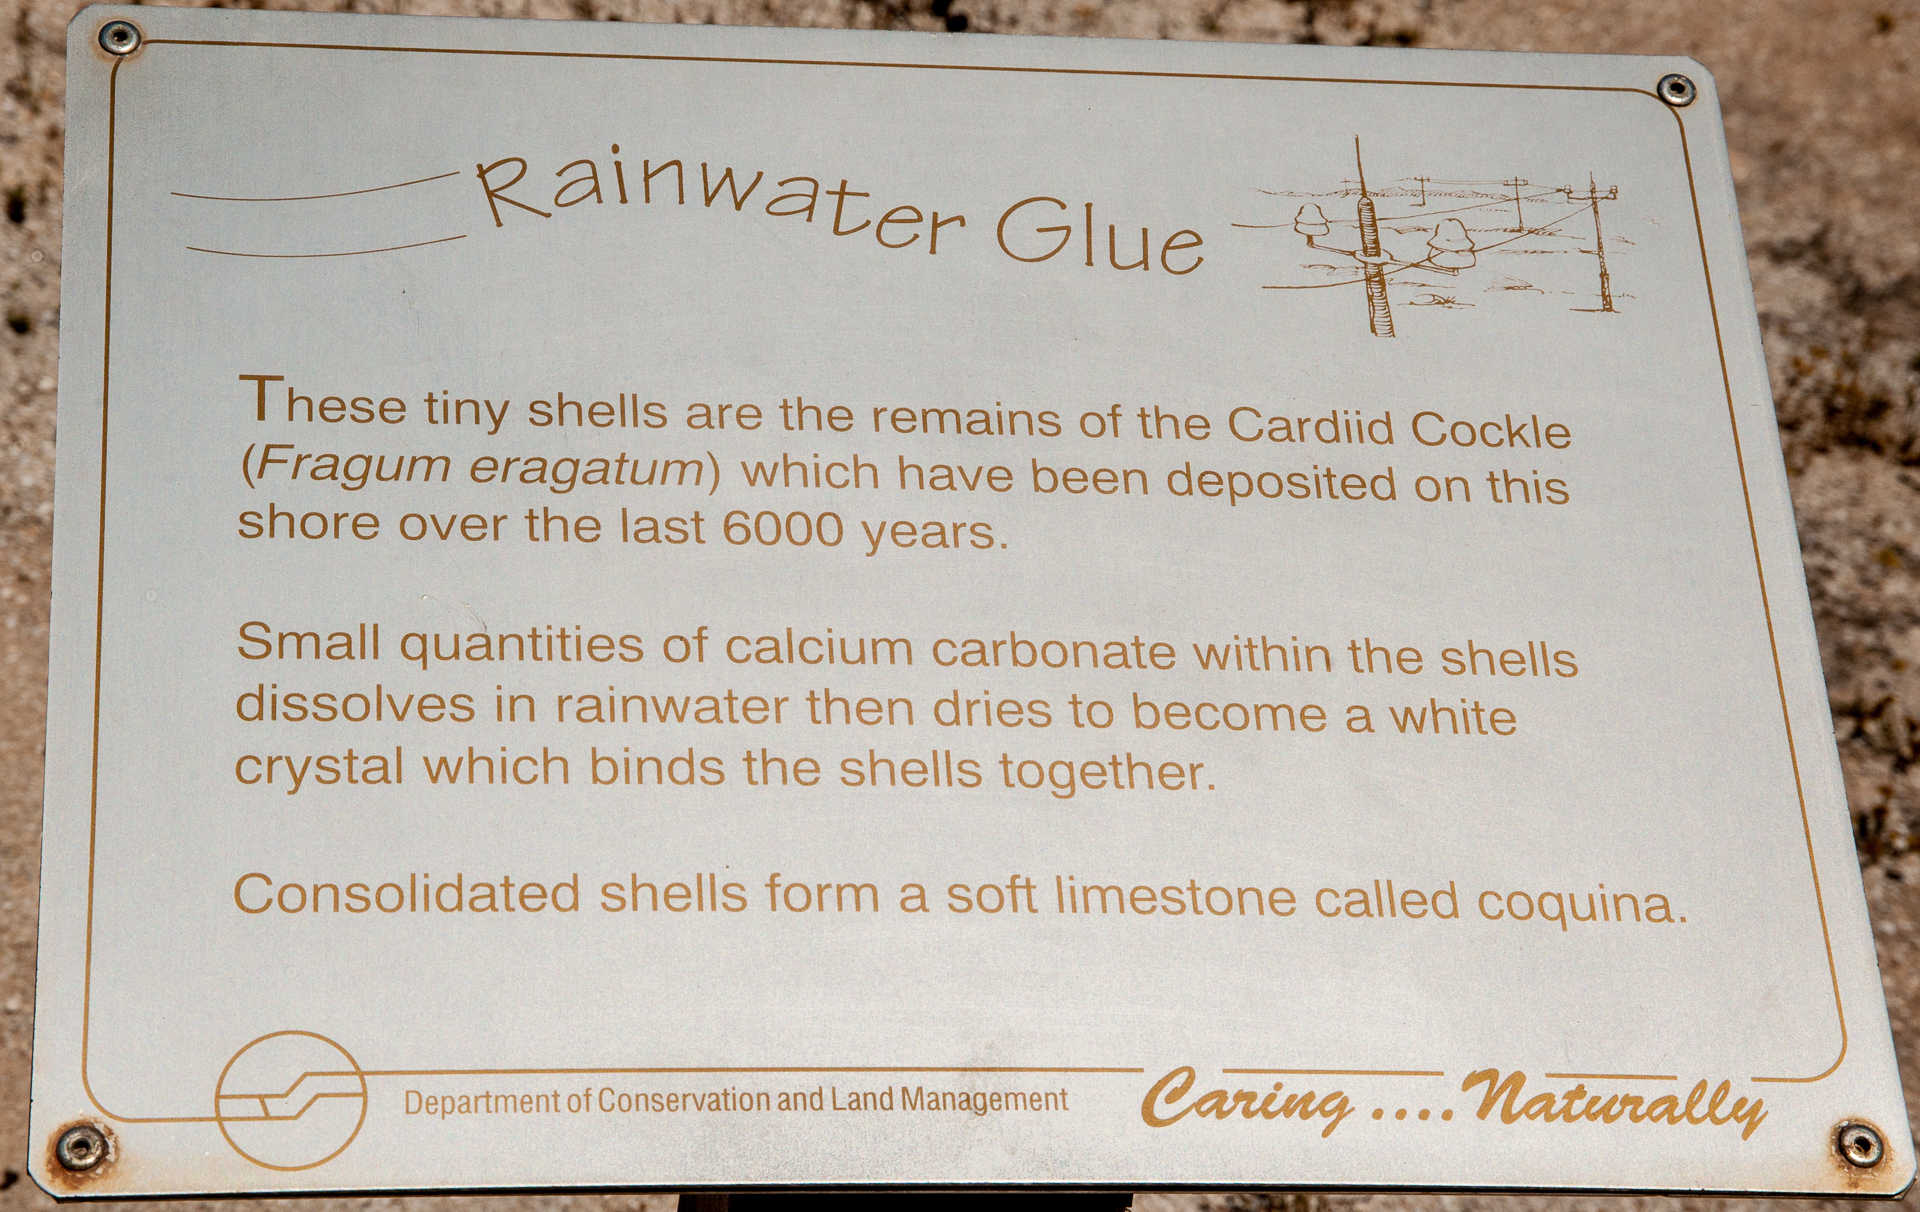 Rainwater Glue
These tiny shells are the remains of the Cardiid Cockle
(Fragum eragatum) which have been deposited on this
shore over the last 6000 years.
Small quantities of calcium carbonate within the shells
dissolves in rainwater then dries to become a white
crystal which binds the shells together.
Consolidated shells form a soft limestone called coquina.
Department of Conservation and Land Management
Caring .... Naturally